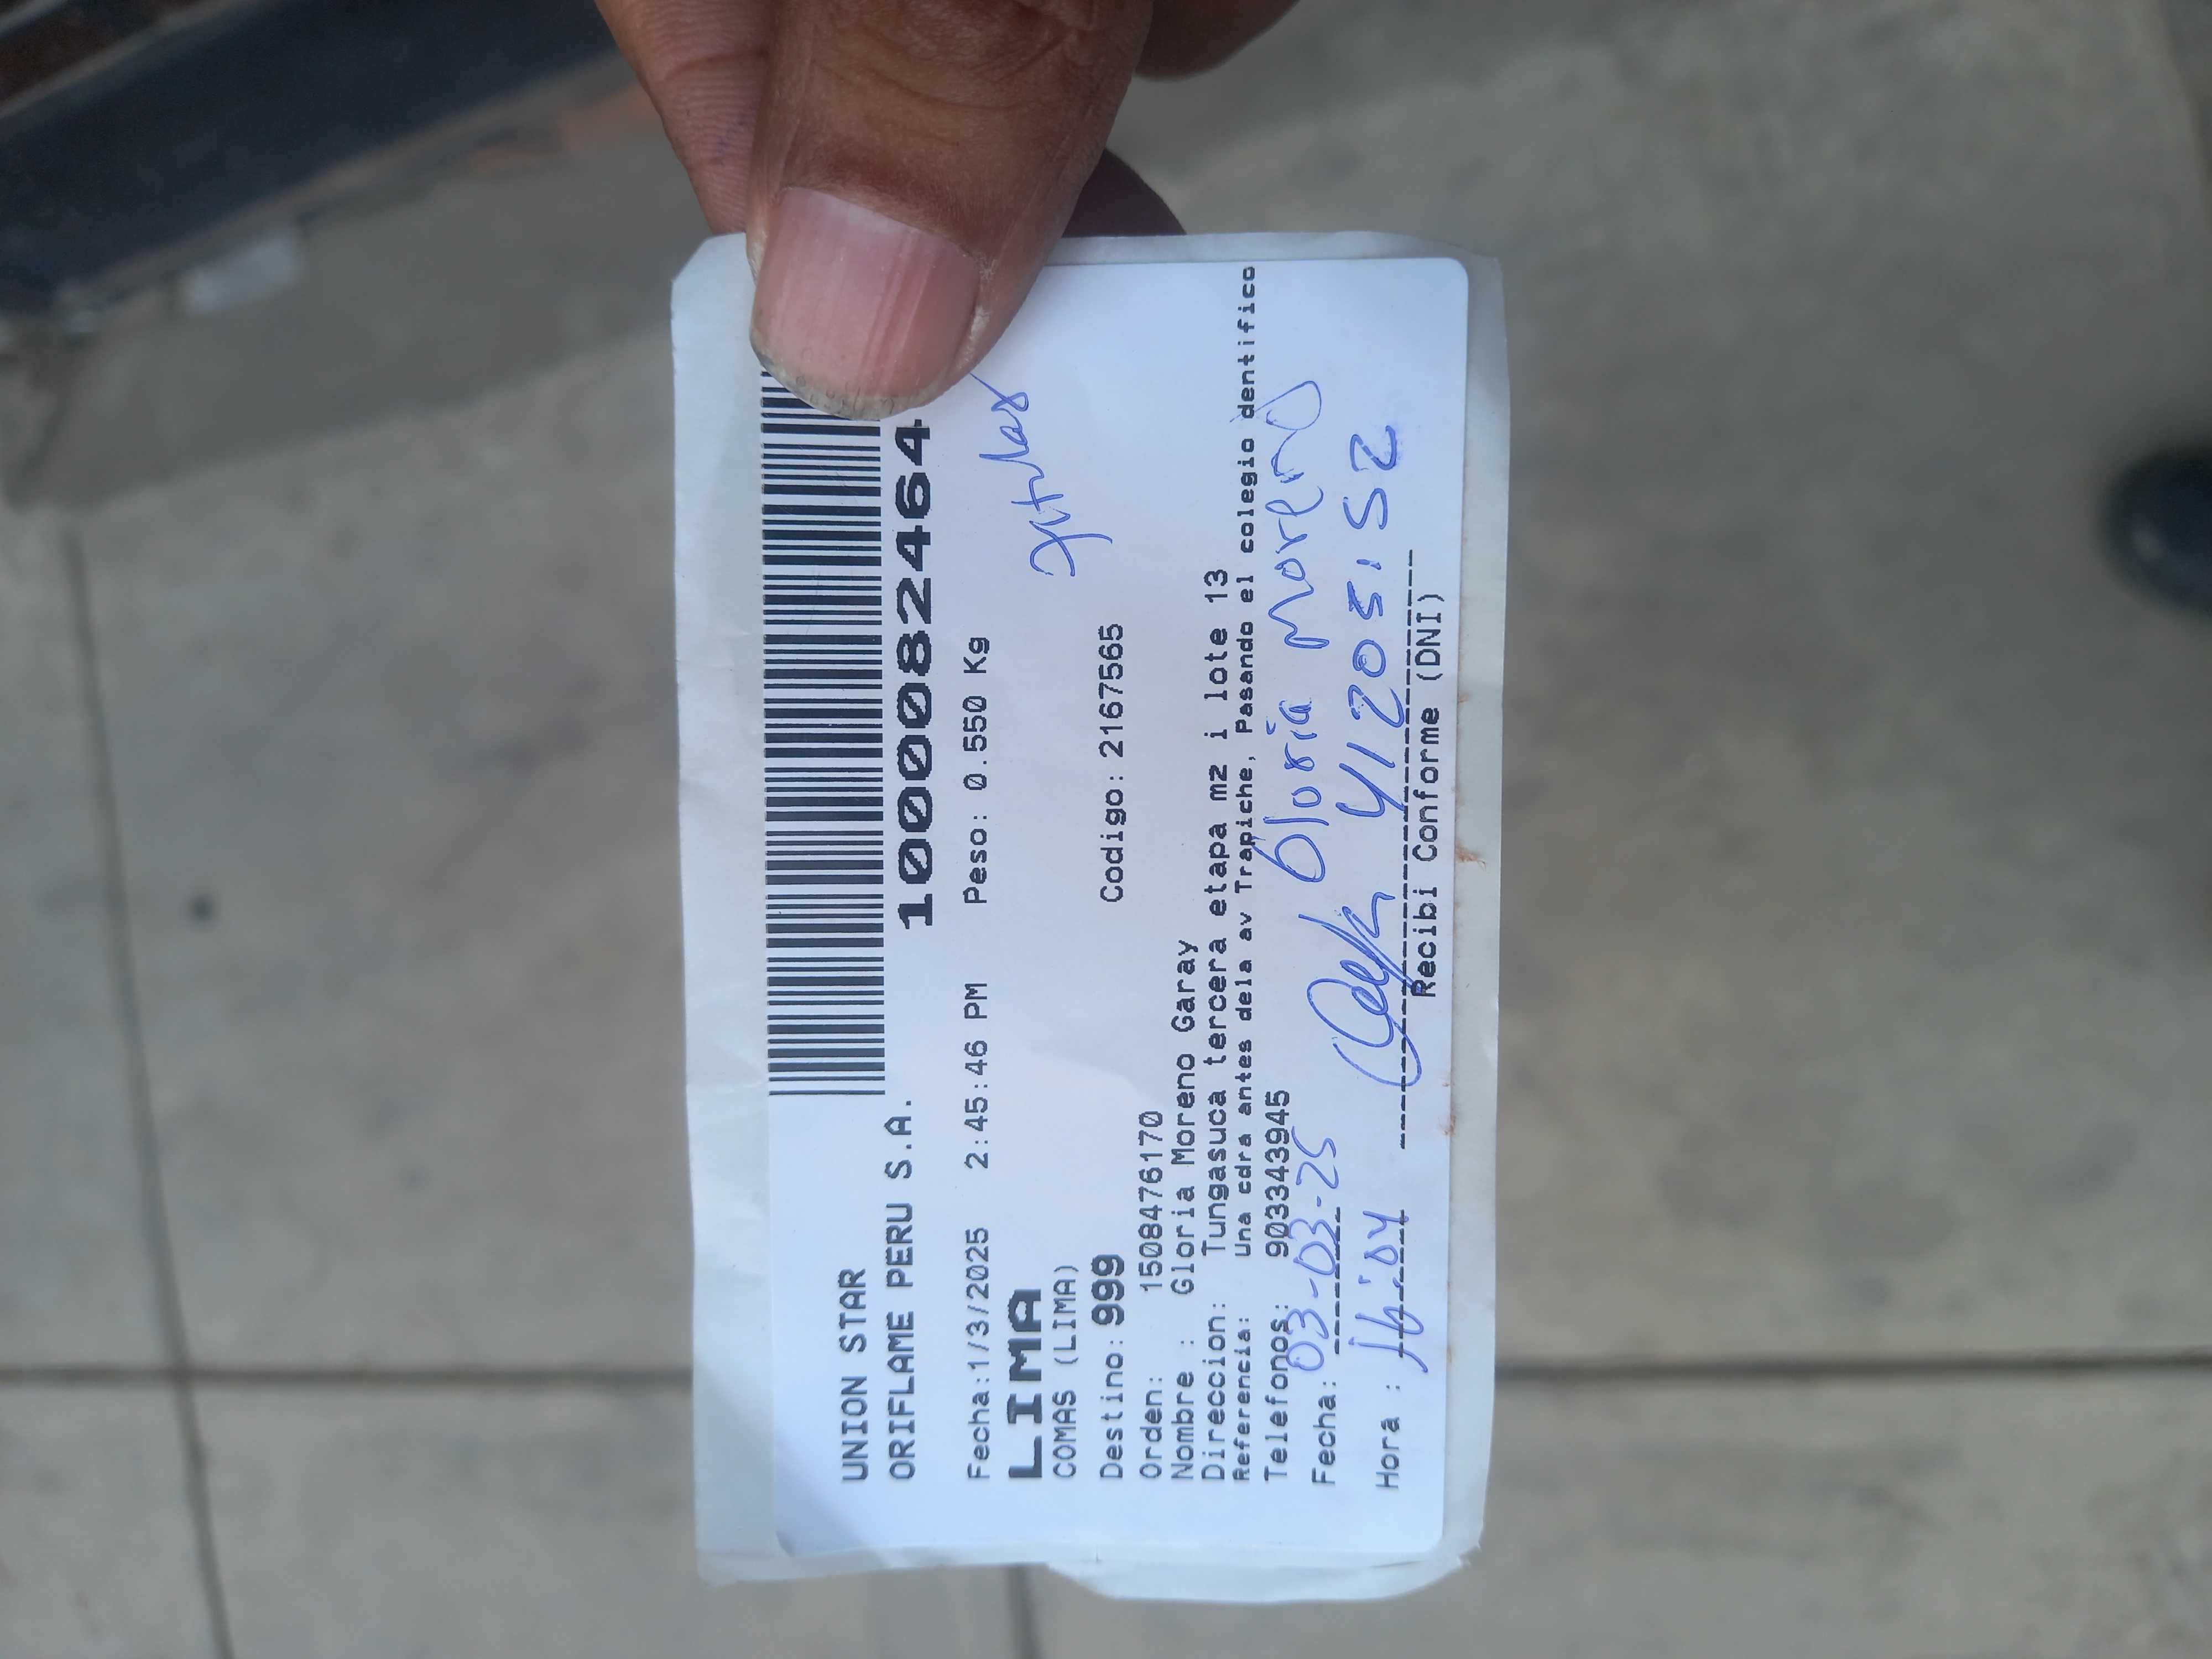 UNION STAR
ORIFLAME PERU S.A.
1000082464
Fecha:1/3/2025 2:45:46 PM Peso: 0.550 Kg
LIMA
COMAS (LIMA)
Destino: 999 Codigo: 2167565
Orden: 1508476170
Nombre : Gloria Moreno Garay
Direccion: Tungasuca tercera etapa mz i lote 13
Referencia: Una cdra antes dela av Trapiche, Pasando el colegio dentifico
Telefonos: 903343945
Gloria Moreno
Fecha: 03-03-25
41205152
Hora : 16:04
Recibi Conforme (DNI)